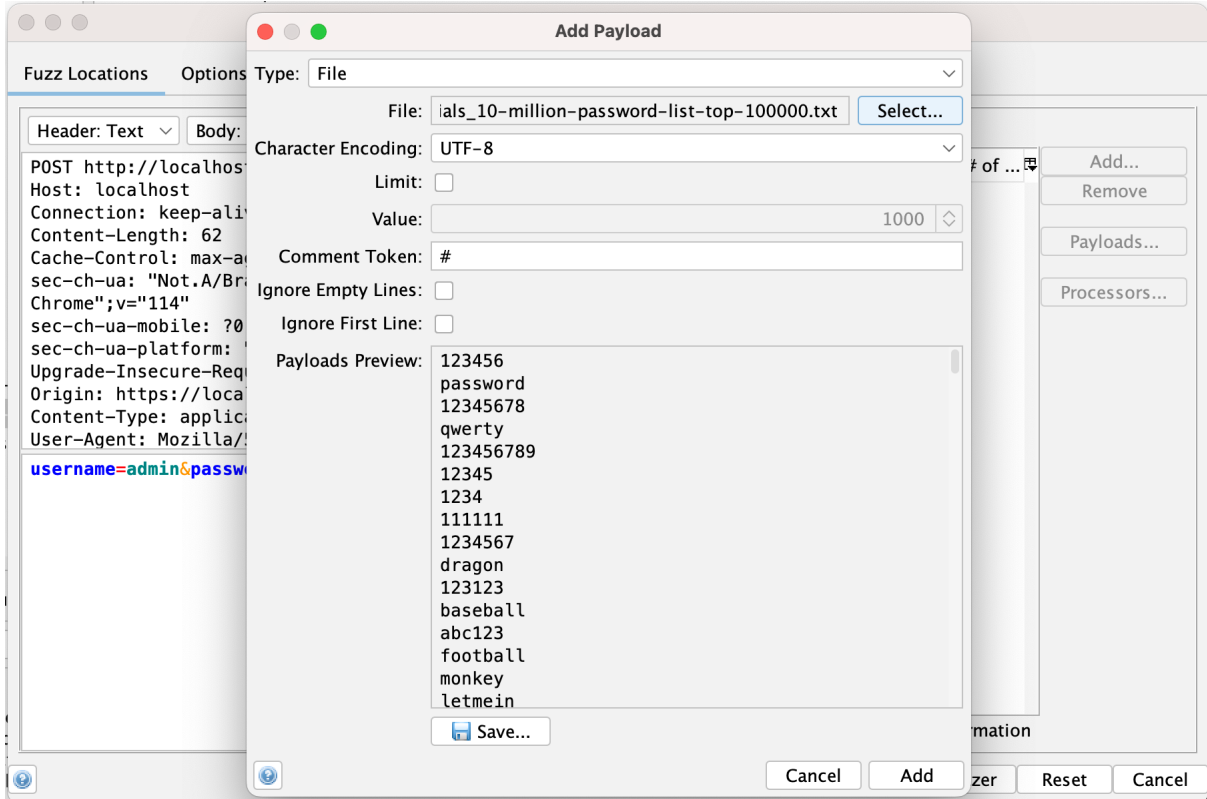 Add Payload
Fuzz Locations
Options
Type: File
File: ials_10-million-password-list-top-100000.txt Select...
Header: Text
Body:
Character Encoding: UTF-8
POST http://localhost
# of ...
Add...
Host: localhost
Limit:
Remove
Connection: keep-aliv
Value: 1000
Content-Length: 62
Payloads...
Cache-Control: max-ag
Comment Token: #
sec-ch-ua: "Not.A/Bra
Ignore Empty Lines:
Processors...
Chrome";v="114"
sec-ch-ua-mobile: ?0
Ignore First Line:
sec-ch-ua-platform: "
Payloads Preview:
Upgrade-Insecure-Requ
Origin: https://loca
Content-Type: applica
User-Agent: Mozilla/5
username=admin&passwo
123456
password
12345678
qwerty
123456789
12345
1234
111111
1234567
dragon
123123
baseball
abc123
football
monkey
letmein
Save...
mation
Cancel
Add
zer
Reset
Cancel